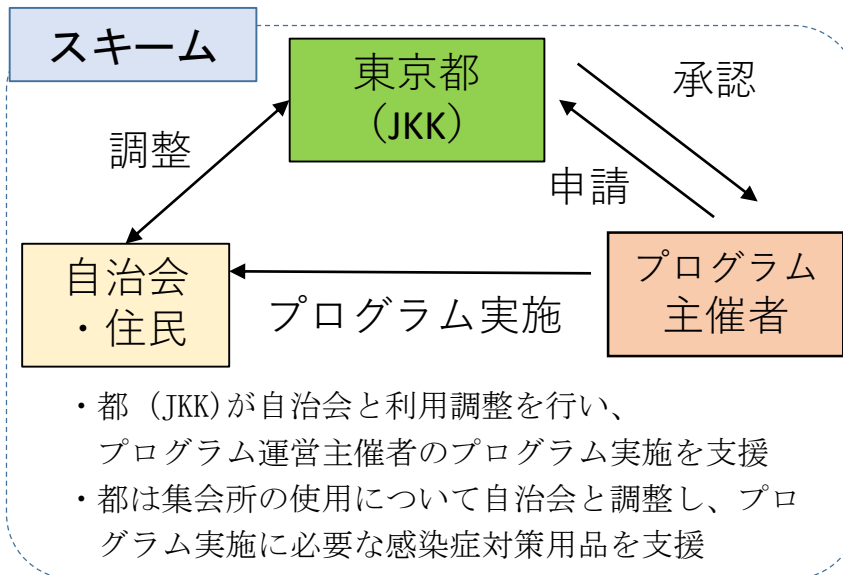 スキーム
東京都
(JKK)
承認
調整
申請
自治会
・住民
プログラム
主催者
プログラム実施
・都 (JKK)が自治会と利用調整を行い、
プログラム運営主催者のプログラム実施を支援
・都は集会所の使用について自治会と調整し、プロ
グラム実施に必要な感染症対策用品を支援